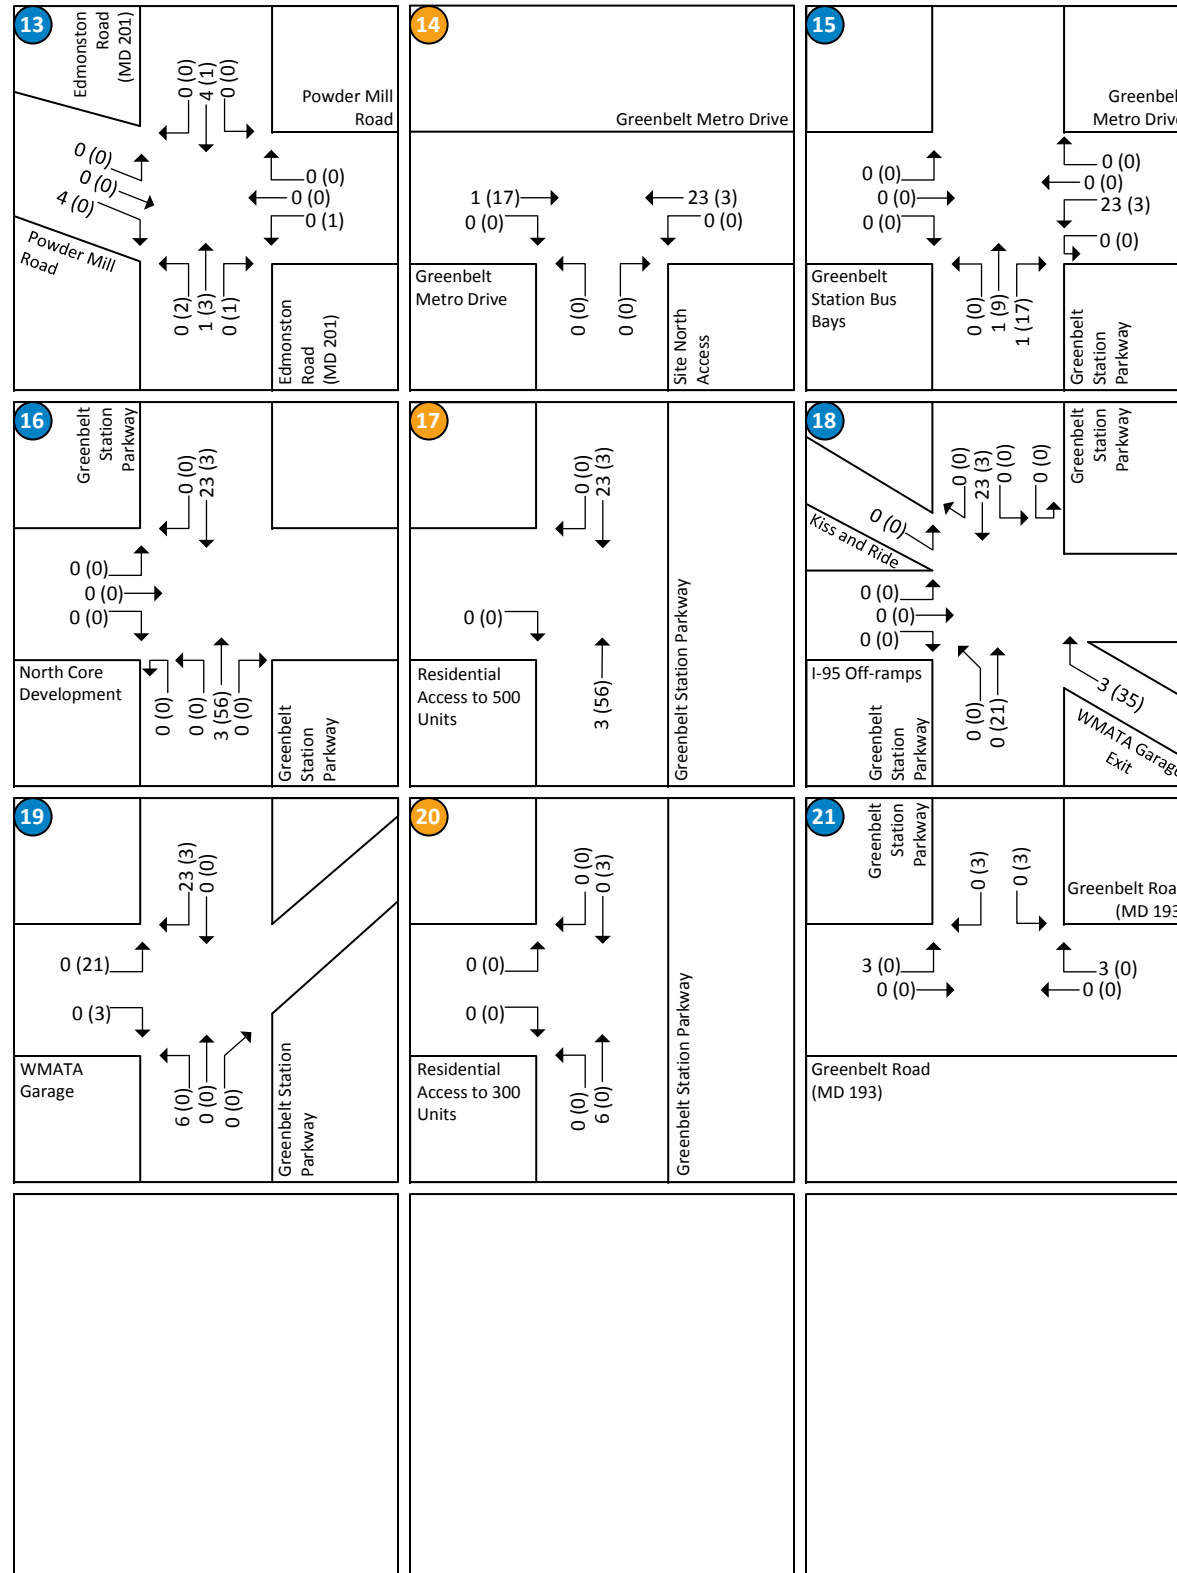 13
Edmonston
Road
(MD 201)
0 (0)
4 (1)
0 (0)
Powder Mill
Road
0 (0)
0 (0)
4 (0)
0 (0)
0 (0)
0 (1)
Powder Mill
Road
0 (2)
1 (3)
0 (1)
Edmonston
Road
(MD 201)
14
Greenbelt Metro Drive
1 (17)
0 (0)
23 (3)
0 (0)
Greenbelt
Metro Drive
0 (0)
0 (0)
Site North
Access
15
Greenbel
Metro Drive
0 (0)
0 (0)
0 (0)
0 (0)
0 (0)
23 (3)
0 (0)
Greenbelt
Station Bus
Bays
0 (0)
1 (9)
1 (17)
Greenbelt
Station
Parkway
16
Greenbelt
Station
Parkway
0 (0)
23 (3)
0 (0)
0 (0)
0 (0)
North Core
Development
0 (0)
0 (0)
3 (56)
0 (0)
Greenbelt
Station
Parkway
17
0 (0)
23 (3)
0 (0)
Residential
Access to 500
Units
3 (56)
Greenbelt Station Parkway
18
0 (0)
23 (3)
0 (0)
0 (0)
Greenbelt
Station
Parkway
0 (0)
Kiss and Ride
0 (0)
0 (0)
0 (0)
I-95 Off-ramps
Greenbelt
Station
Parkway
0 (0)
0 (21)
3 (35)
WMATA Garage
Exit
19
23 (3)
0 (0)
0 (21)
0 (3)
WMATA
Garage
6 (0)
0 (0)
0 (0)
Greenbelt Station
Parkway
20
0 (0)
0 (3)
0 (0)
0 (0)
Residential
Access to 300
Units
0 (0)
6 (0)
Greenbelt Station Parkway
21
Greenbelt
Station
Parkway
0 (3)
0 (3)
Greenbelt Roa
(MD 193
3 (0)
0 (0)
3 (0)
0 (0)
Greenbelt Road
(MD 193)